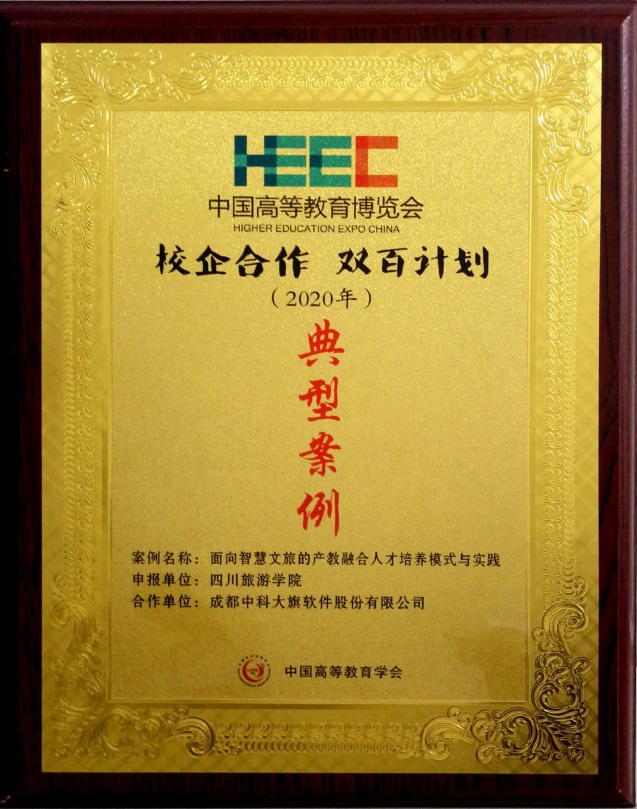 HEEC
中国高等教育博览会
HIGHER EDUCATION EXPO CHINA
校企合作 双百计划
(2020年)
典
型
案
例
案例名称：面向智慧文旅的产教融合人才培养模式与实践
申报单位：四川旅游学院
合作单位：成都中科大旗软件股份有限公司
中国高等教育学会